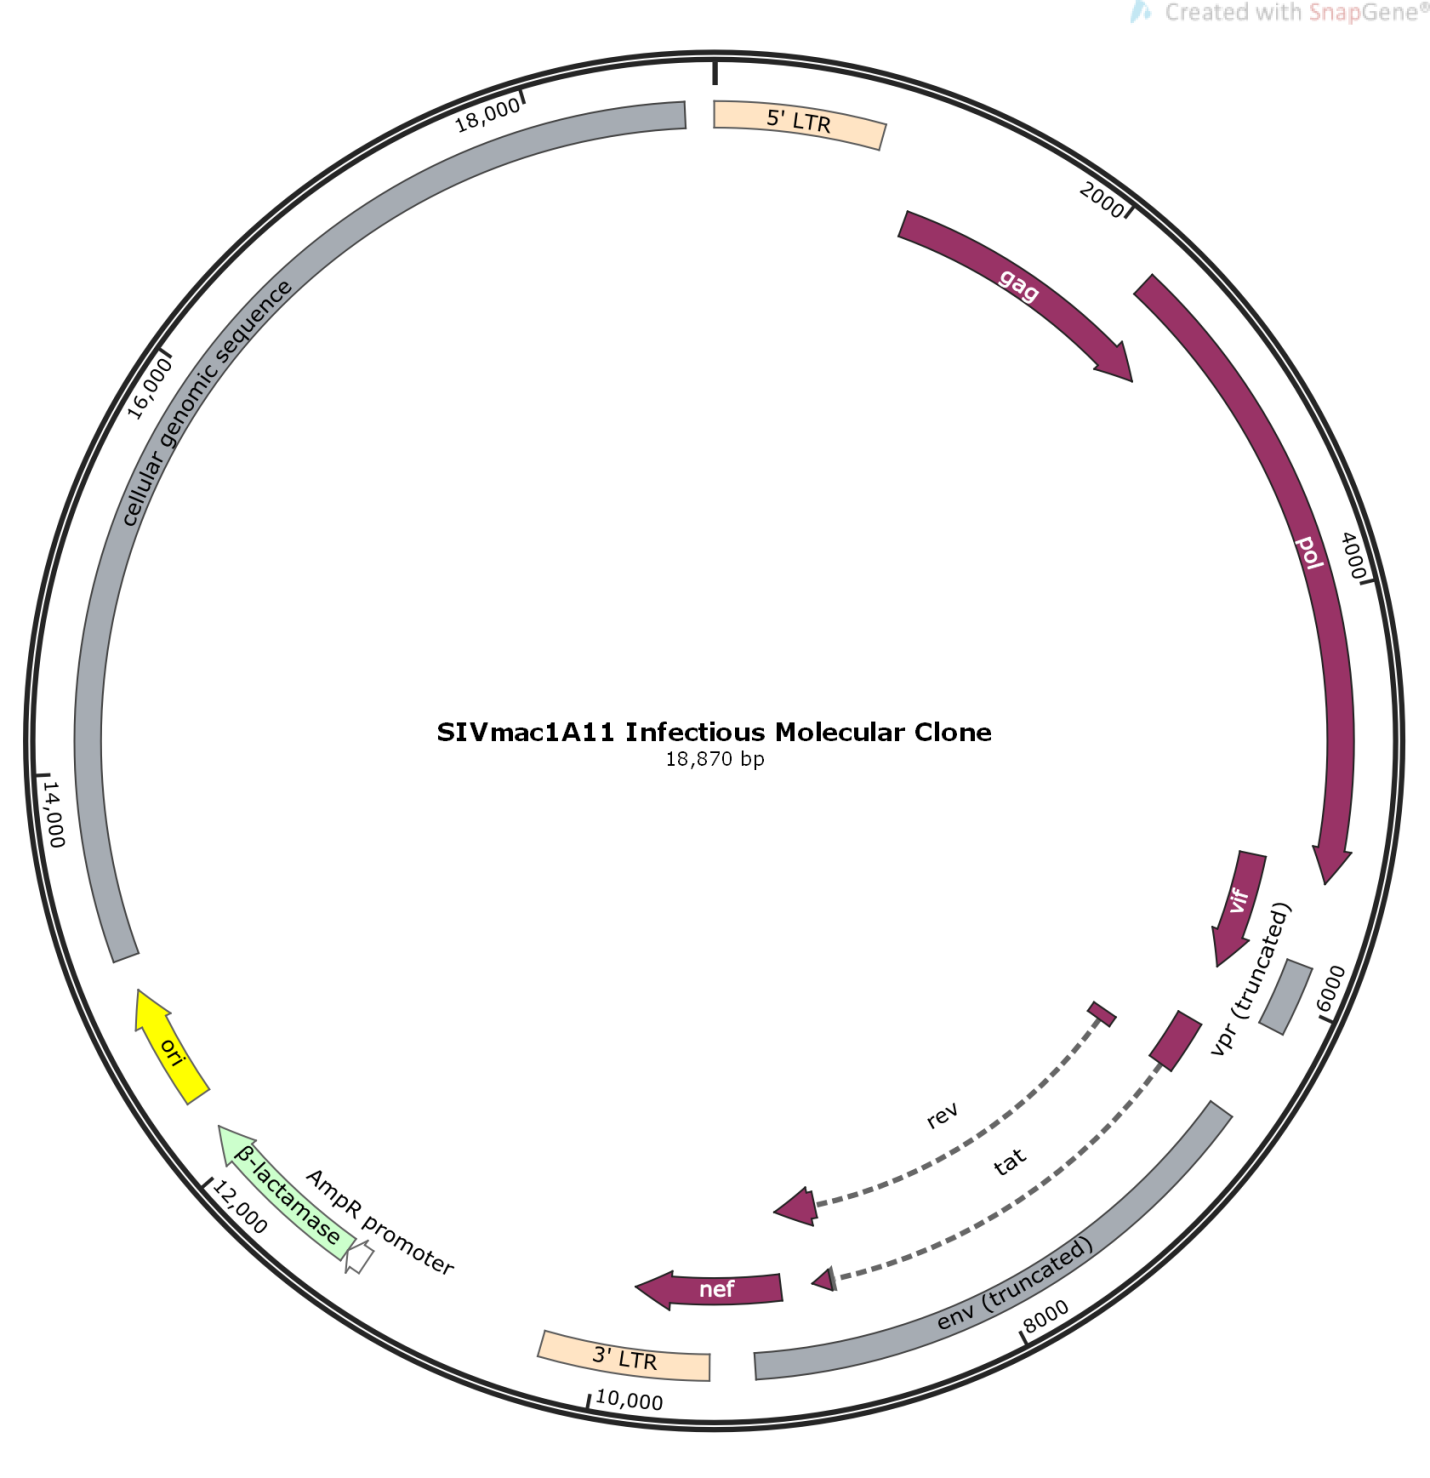 Created with SnapGene®
5' LTR
18,000
2000
gag
pol
4000
cellular genomic sequence
16,000
SIVmac1A11 Infectious Molecular Clone
18,870 bp
14,000
vif
vpr (truncated)
6000
rev
tat
ori
β-lactamase
AmpR promoter
12,000
env (truncated)
8000
nef
3' LTR
10,000